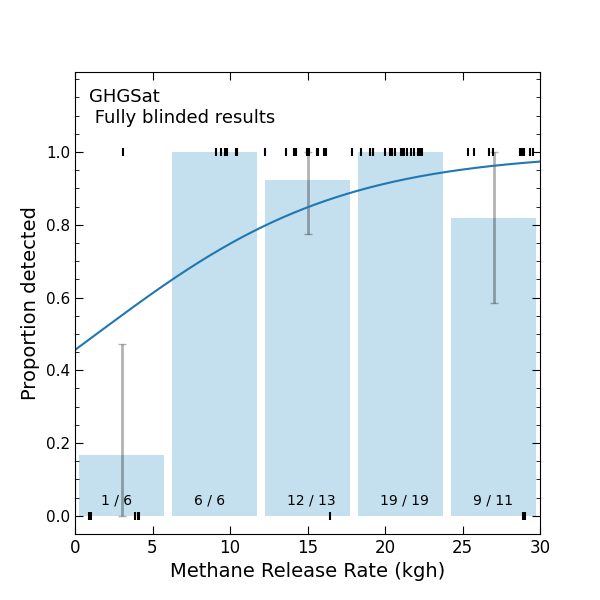 GHGSat
Fully blinded results
1.0
0.8
0.6
0.4
0.2
0.0
Proportion detected
1 / 6
6 / 6
12 / 13
19 / 19
9 / 11
0
5
10
15
20
25
30
Methane Release Rate (kgh)